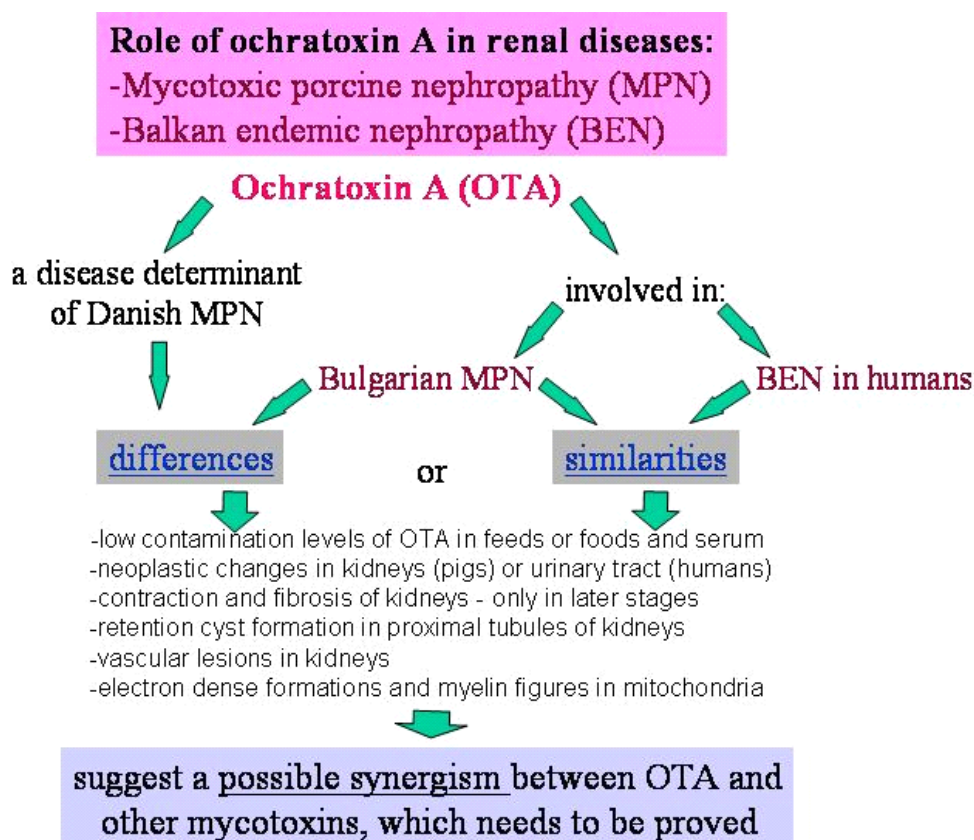 Role of ochratoxin A in renal diseases:
-Mycotoxic porcine nephropathy (MPN)
-Balkan endemic nephropathy (BEN)
Ochratoxin A (OTA)
a disease determinant
of Danish MPN
involved in:
Bulgarian MPN
BEN in humans
differences
or
similarities
-low contamination levels of OTA in feeds or foods and serum
-neoplastic changes in kidneys (pigs) or urinary tract (humans)
-contraction and fibrosis of kidneys - only in later stages
-retention cyst formation in proximal tubules of kidneys
-vascular lesions in kidneys
-electron dense formations and myelin figures in mitochondria
suggest a possible synergism between OTA and
other mycotoxins, which needs to be proved